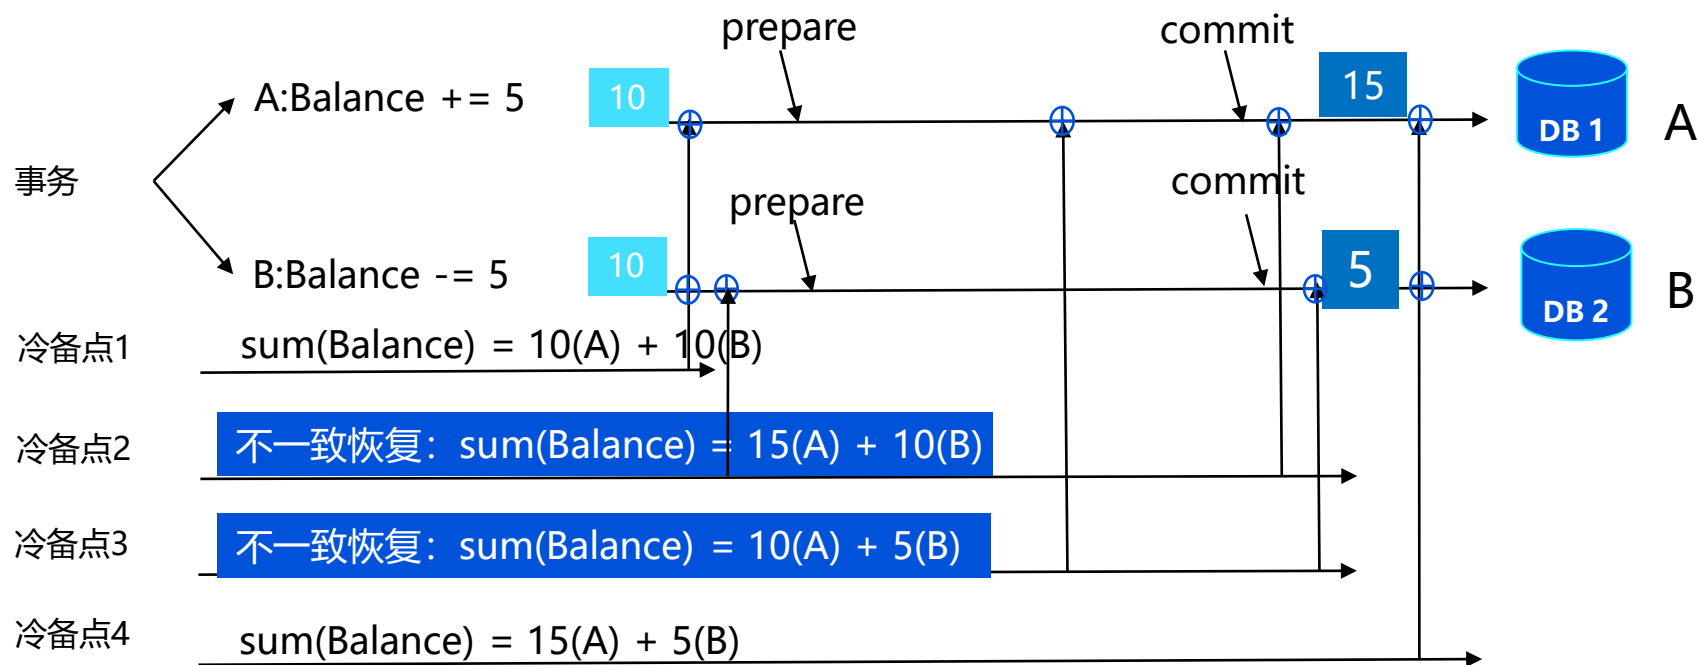 prepare
commit
A:Balance += 5
10
15
DB 1
A
事务
prepare
commit
B:Balance -= 5
10
5
DB 2
B
冷备点1
sum(Balance) = 10(A) + 10(B)
冷备点2
不一致恢复：sum(Balance) = 15(A) + 10(B)
冷备点3
不一致恢复：sum(Balance) = 10(A) + 5(B)
冷备点4
sum(Balance) = 15(A) + 5(B)